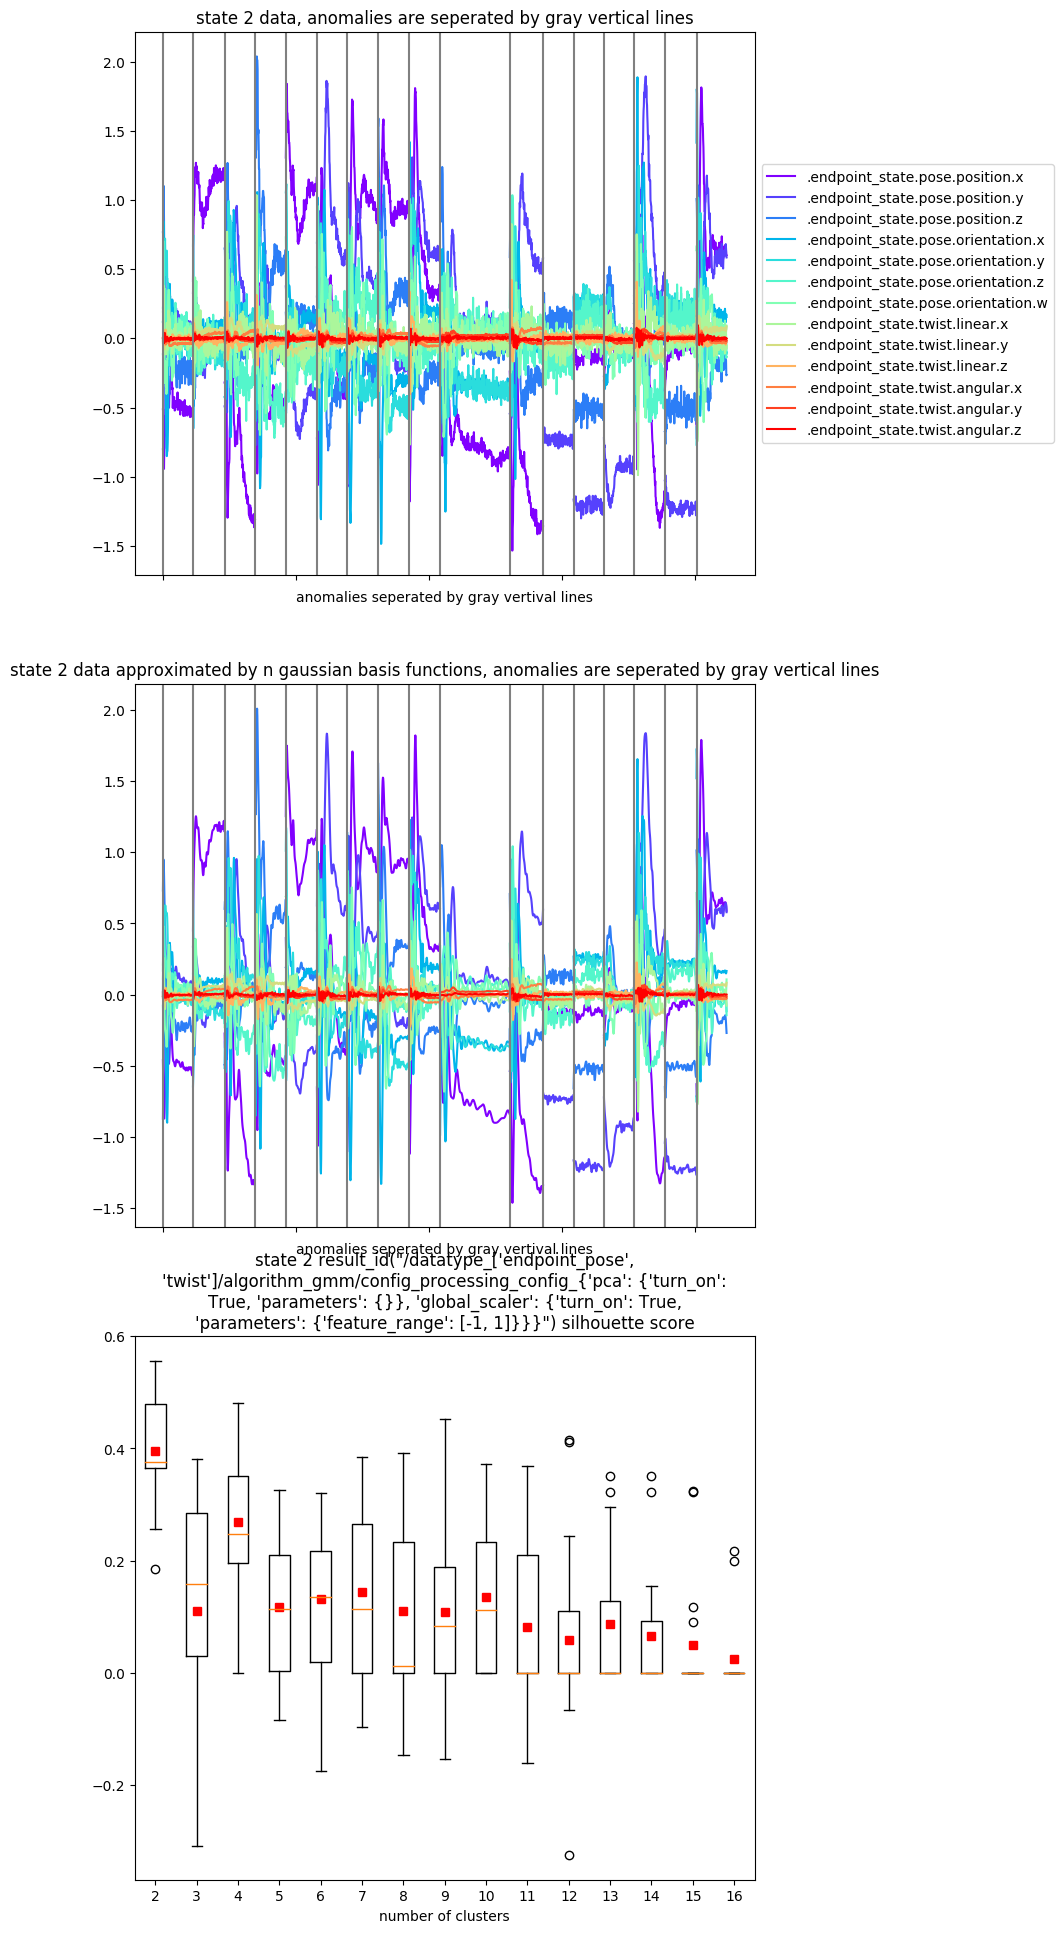 state 2 data, anomalies are seperated by gray vertical lines
2.0
1.5
1.0
0.5
0.0
−0.5
−1.0
−1.5
anomalies seperated by gray vertival lines
.endpoint_state.pose.position.x
.endpoint_state.pose.position.y
.endpoint_state.pose.position.z
.endpoint_state.pose.orientation.x
.endpoint_state.pose.orientation.y
.endpoint_state.pose.orientation.z
.endpoint_state.pose.orientation.w
.endpoint_state.twist.linear.x
.endpoint_state.twist.linear.y
.endpoint_state.twist.linear.z
.endpoint_state.twist.angular.x
.endpoint_state.twist.angular.y
.endpoint_state.twist.angular.z
state 2 data approximated by n gaussian basis functions, anomalies are seperated by gray vertical lines
2.0
1.5
1.0
0.5
0.0
−0.5
−1.0
−1.5
anomalies seperated by gray vertival lines
state 2 result_id("/datatype_['endpoint_pose',
'twist']/algorithm_gmm/config_processing_config_{'pca': {'turn_on':
True, 'parameters': {}}, 'global_scaler': {'turn_on': True,
'parameters': {'feature_range': [-1, 1]}}}") silhouette score
0.6
0.4
0.2
0.0
−0.2
2 3 4 5 6 7 8 9 10 11 12 13 14 15 16
number of clusters